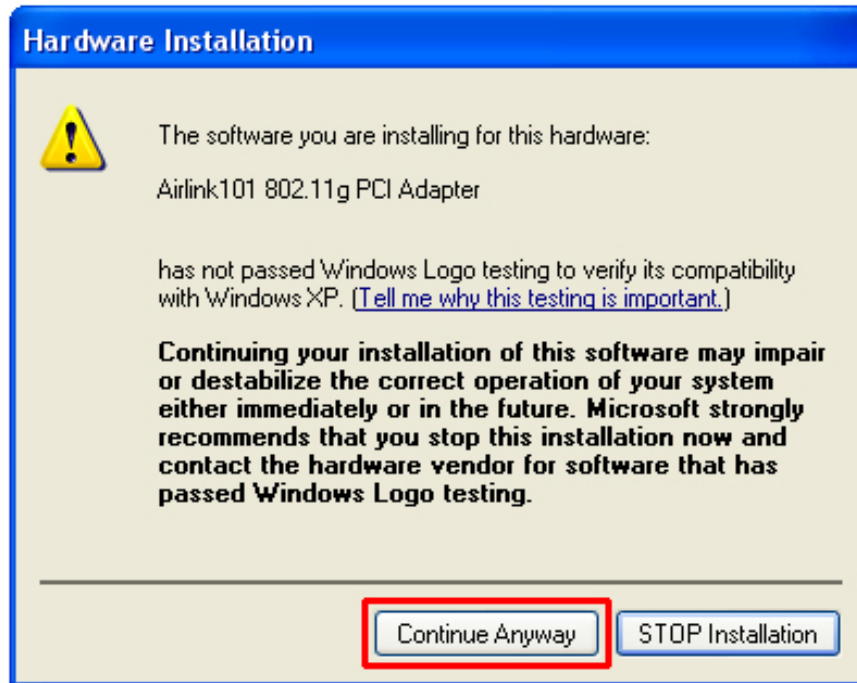 Hardware Installation
The software you are installing for this hardware:
Airlink101 802.11g PCI Adapter
has not passed Windows Logo testing to verify its compatibility
with Windows XP. (Tell me why this testing is important.)
Continuing your installation of this software may impair
or destabilize the correct operation of your system
either immediately or in the future. Microsoft strongly
recommends that you stop this installation now and
contact the hardware vendor for software that has
passed Windows Logo testing.
Continue Anyway
STOP Installation